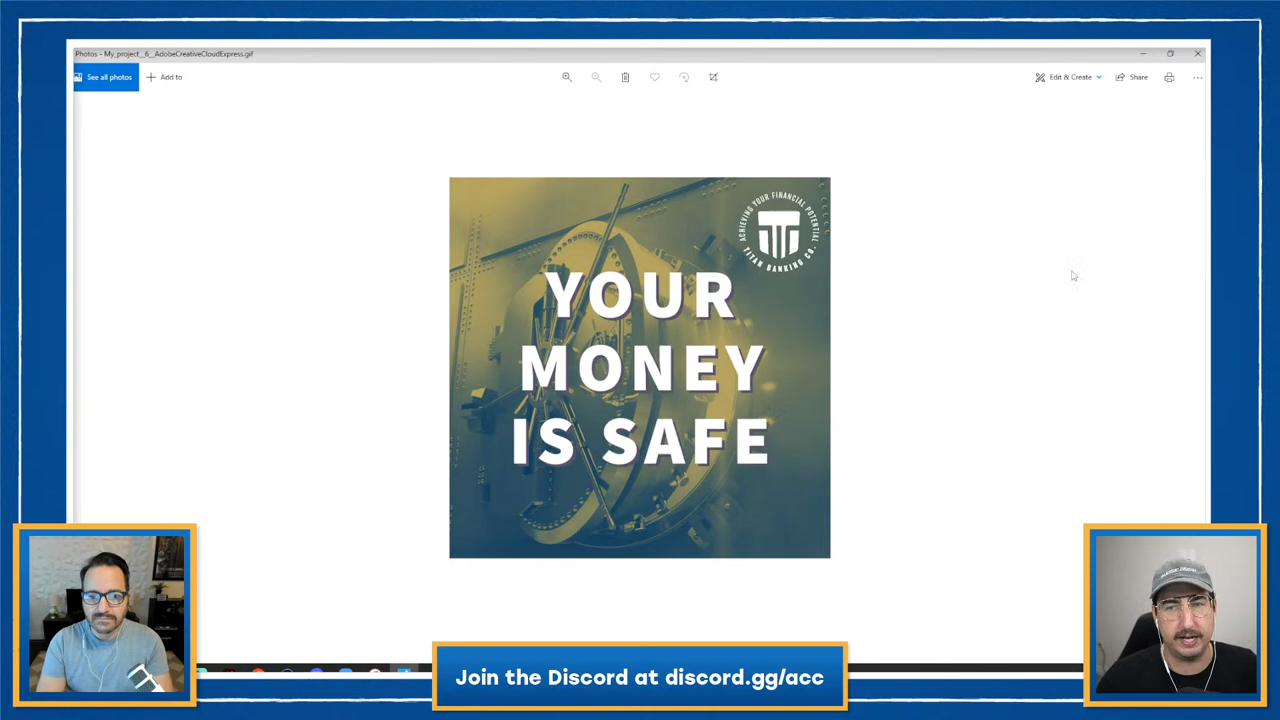 Photos - My_project__6__AdobeCreativeCloudExpress.gif
See all photos
Add to
Edit & Create
Share
ACHIEVING YOUR FINANCIAL POTENTIAL
TITAN BANKING CO.
YOUR
MONEY
IS SAFE
Join the Discord at discord.gg/acc